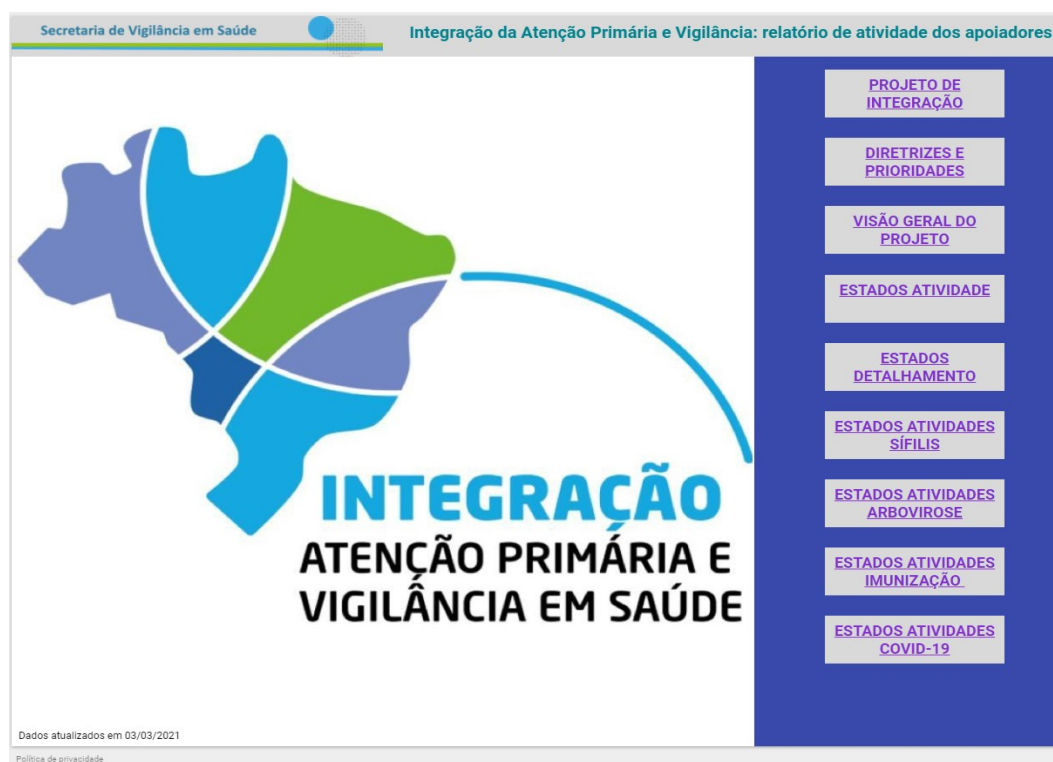 Secretaria de Vigilância em Saúde
Integração da Atenção Primária e Vigilância: relatório de atividade dos apoiadores
PROJETO DE
INTEGRAÇÃO
DIRETRIZES E
PRIORIDADES
VISÃO GERAL DO
PROJETO
ESTADOS ATIVIDADE
ESTADOS
DETALHAMENTO
ESTADOS ATIVIDADES
SÍFILIS
ESTADOS ATIVIDADES
ARBOVIROSE
ESTADOS ATIVIDADES
IMUNIZAÇÃO
ESTADOS ATIVIDADES
COVID-19
INTEGRAÇÃO
ATENÇÃO PRIMÁRIA E
VIGILÂNCIA EM SAÚDE
Dados atualizados em 03/03/2021
Política de privacidade